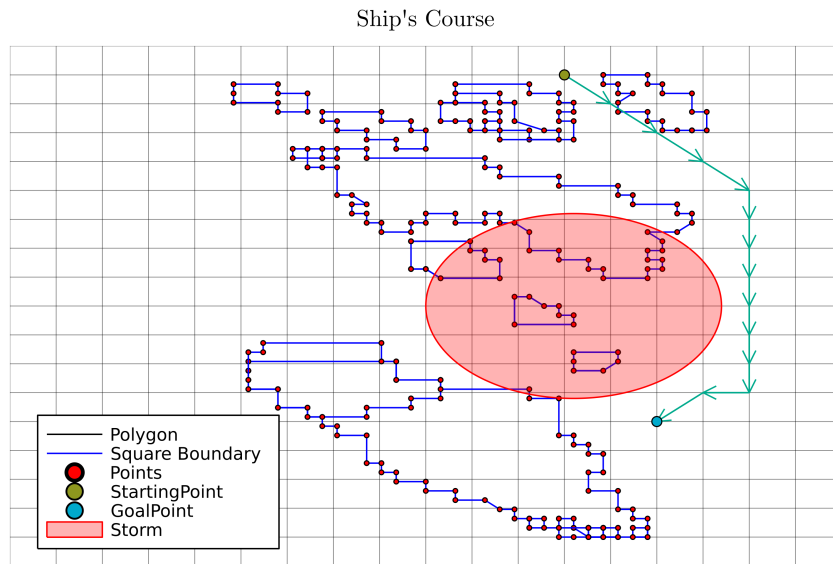 Ship's Course
Polygon
Square Boundary
Points
StartingPoint
GoalPoint
Storm